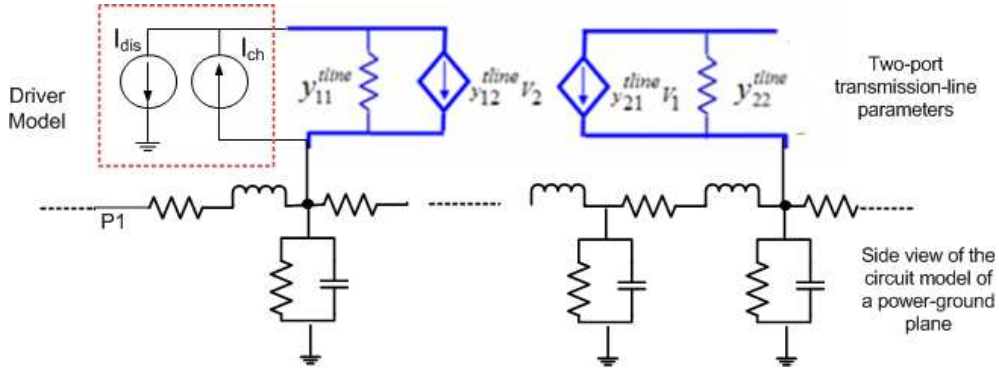 I_dis
I_ch
Driver
Model
y_11^tline
y_12^tline V_2
y_21^tline V_1
y_22^tline
Two-port
transmission-line
parameters
P1
Side view of the
circuit model of
a power-ground
plane